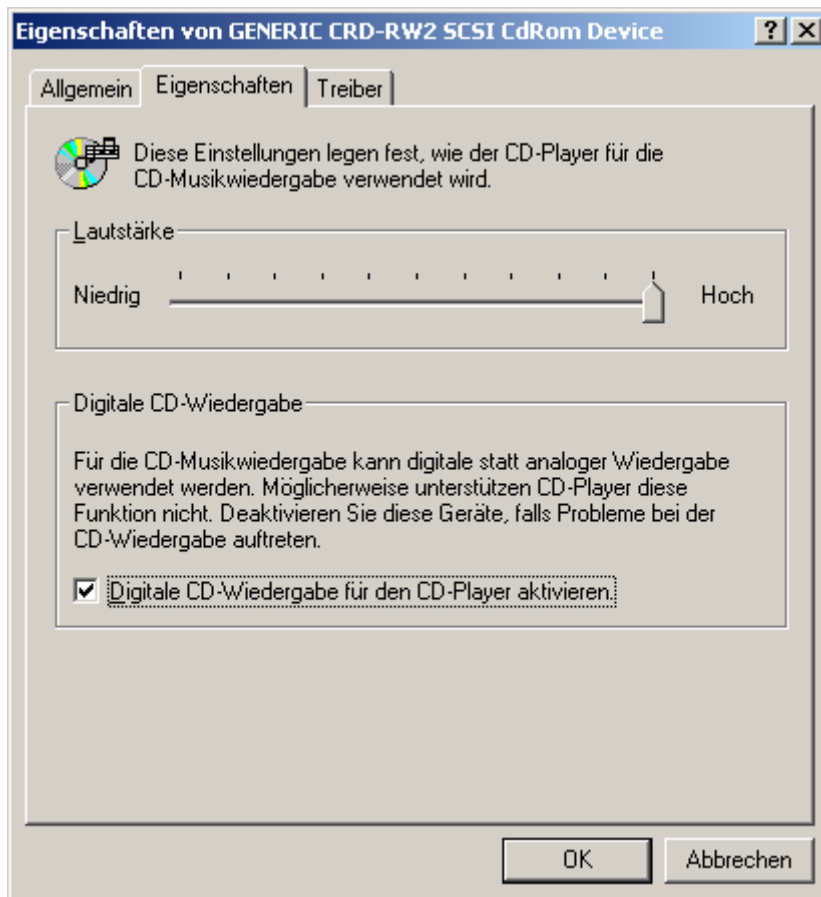 Eigenschaften von GENERIC CRD-RW2 SCSI CdRom Device
Allgemein Eigenschaften Treiber
Diese Einstellungen legen fest, wie der CD-Player für die
CD-Musikwiedergabe verwendet wird.
Lautstärke
Niedrig Hoch
Digitale CD-Wiedergabe
Für die CD-Musikwiedergabe kann digitale statt analoger Wiedergabe
verwendet werden. Möglicherweise unterstützen CD-Player diese
Funktion nicht. Deaktivieren Sie diese Geräte, falls Probleme bei der
CD-Wiedergabe auftreten.
Digitale CD-Wiedergabe für den CD-Player aktivieren.
OK Abbrechen